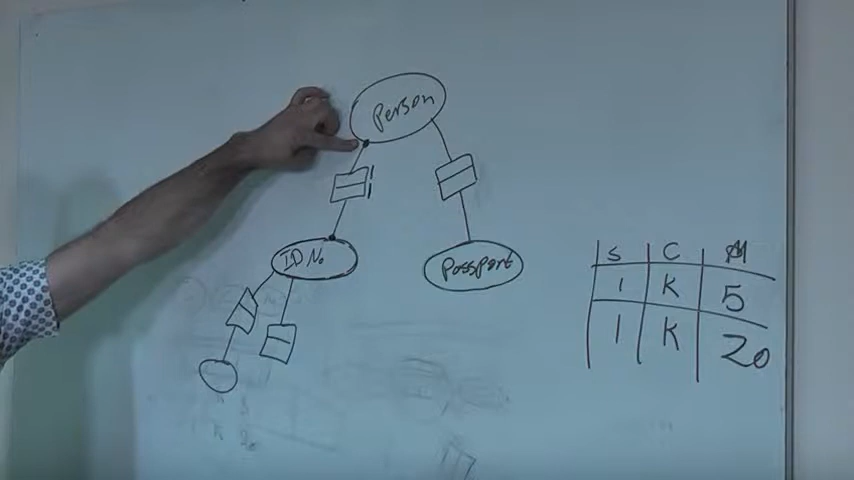 Person
ID No
Passport
S C M
1 K 5
1 K 20